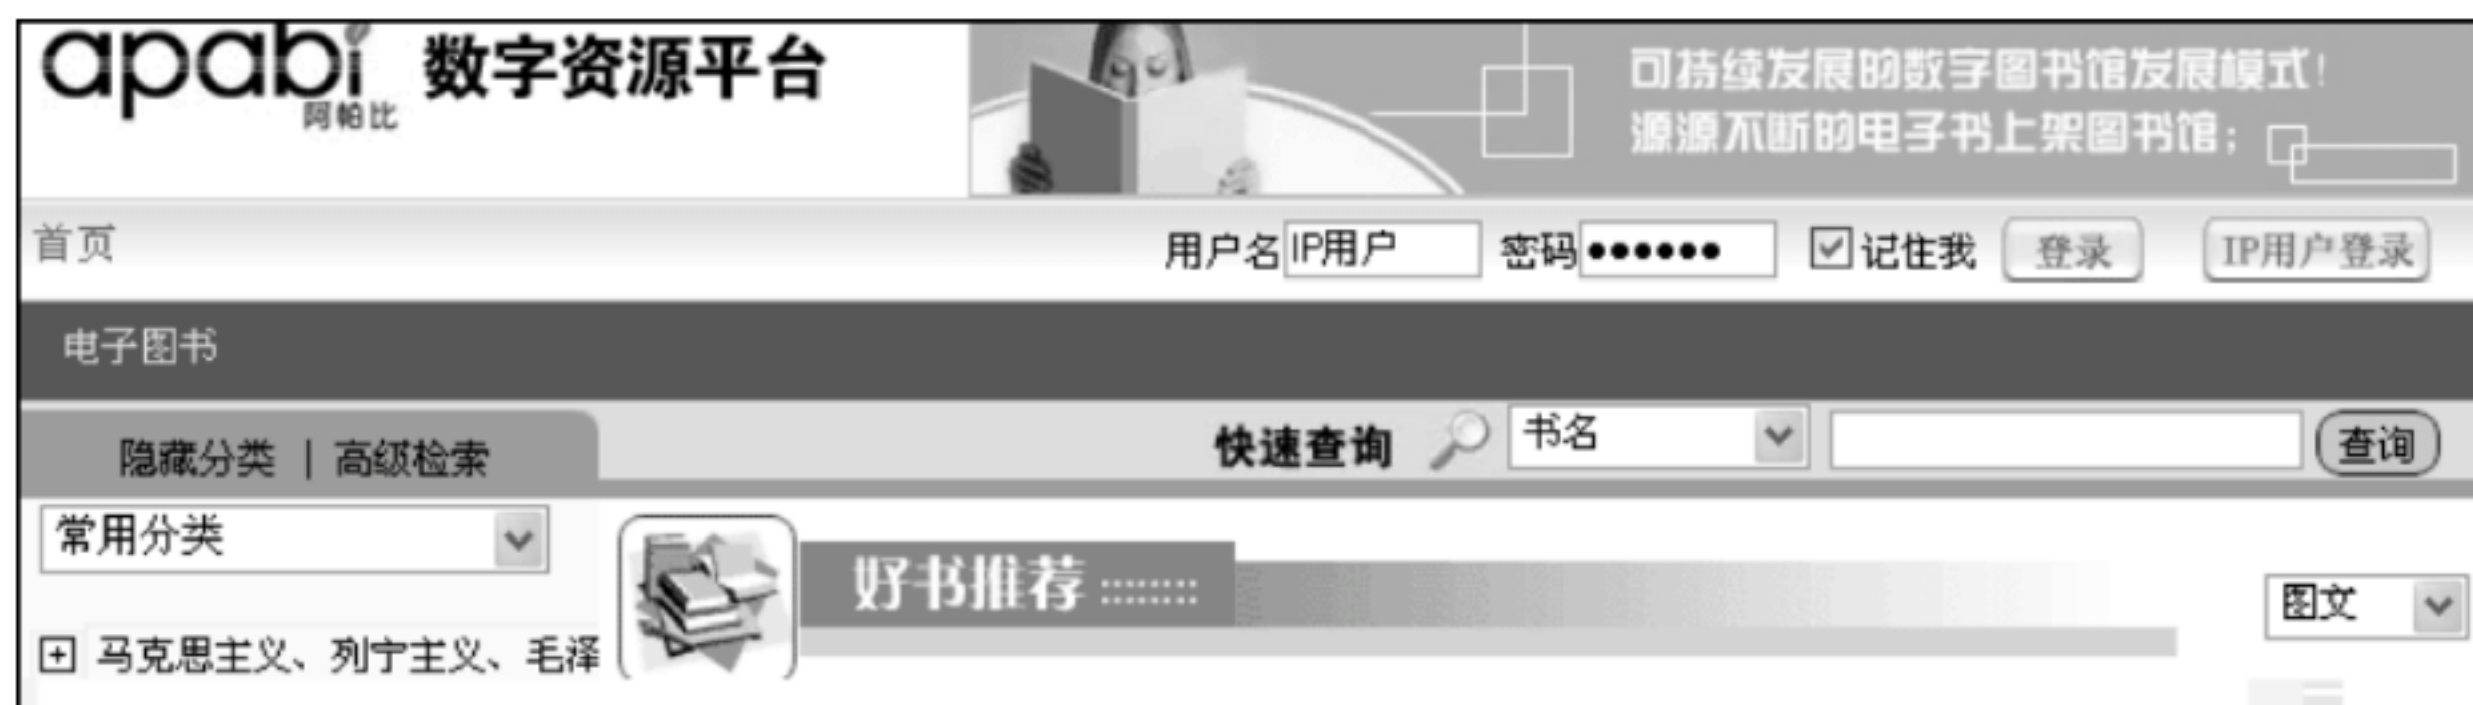 apabi 数字资源平台
阿帕比
可持续发展的数字图书馆发展模式!
源源不断的电子书上架图书馆;
首页 用户名 IP用户 密码 ●●●●●● 记住我 登录 IP用户登录
电子图书
隐藏分类 | 高级检索 快速查询 书名 查询
常用分类
好书推荐
图文
马克思主义、列宁主义、毛泽